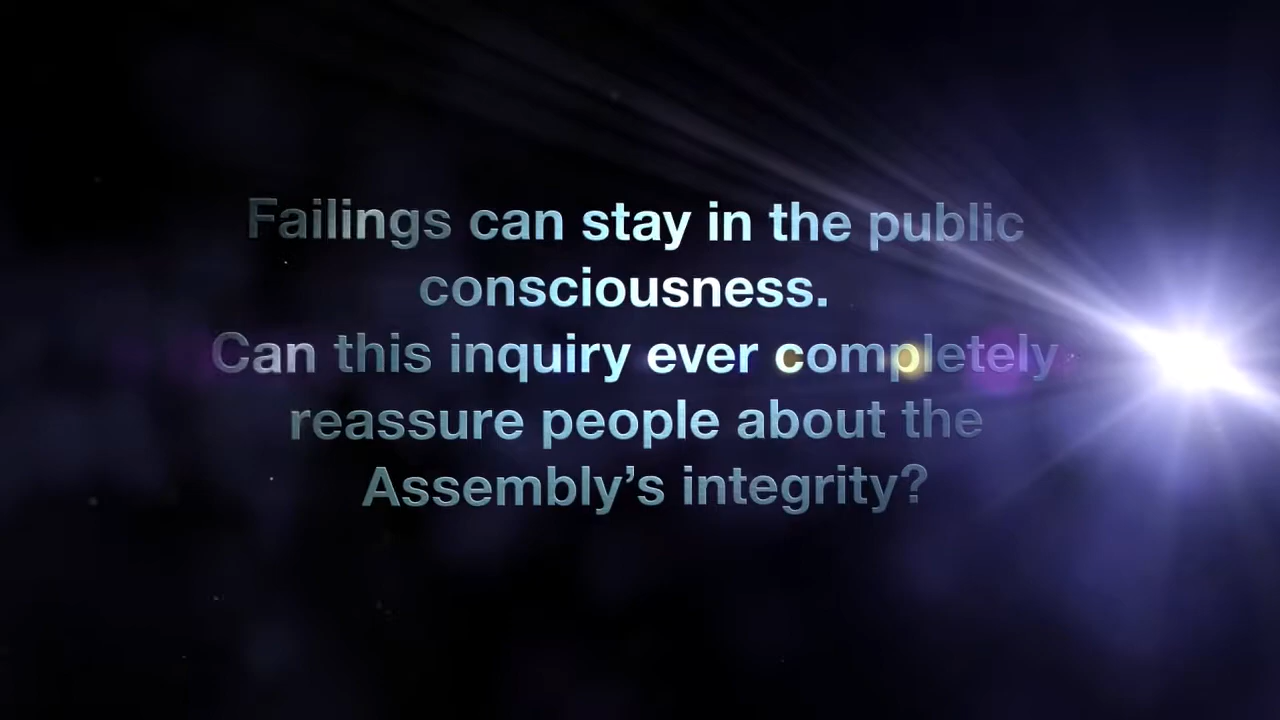 Failings can stay in the public
consciousness.
Can this inquiry ever completely
reassure people about the
Assembly’s integrity?